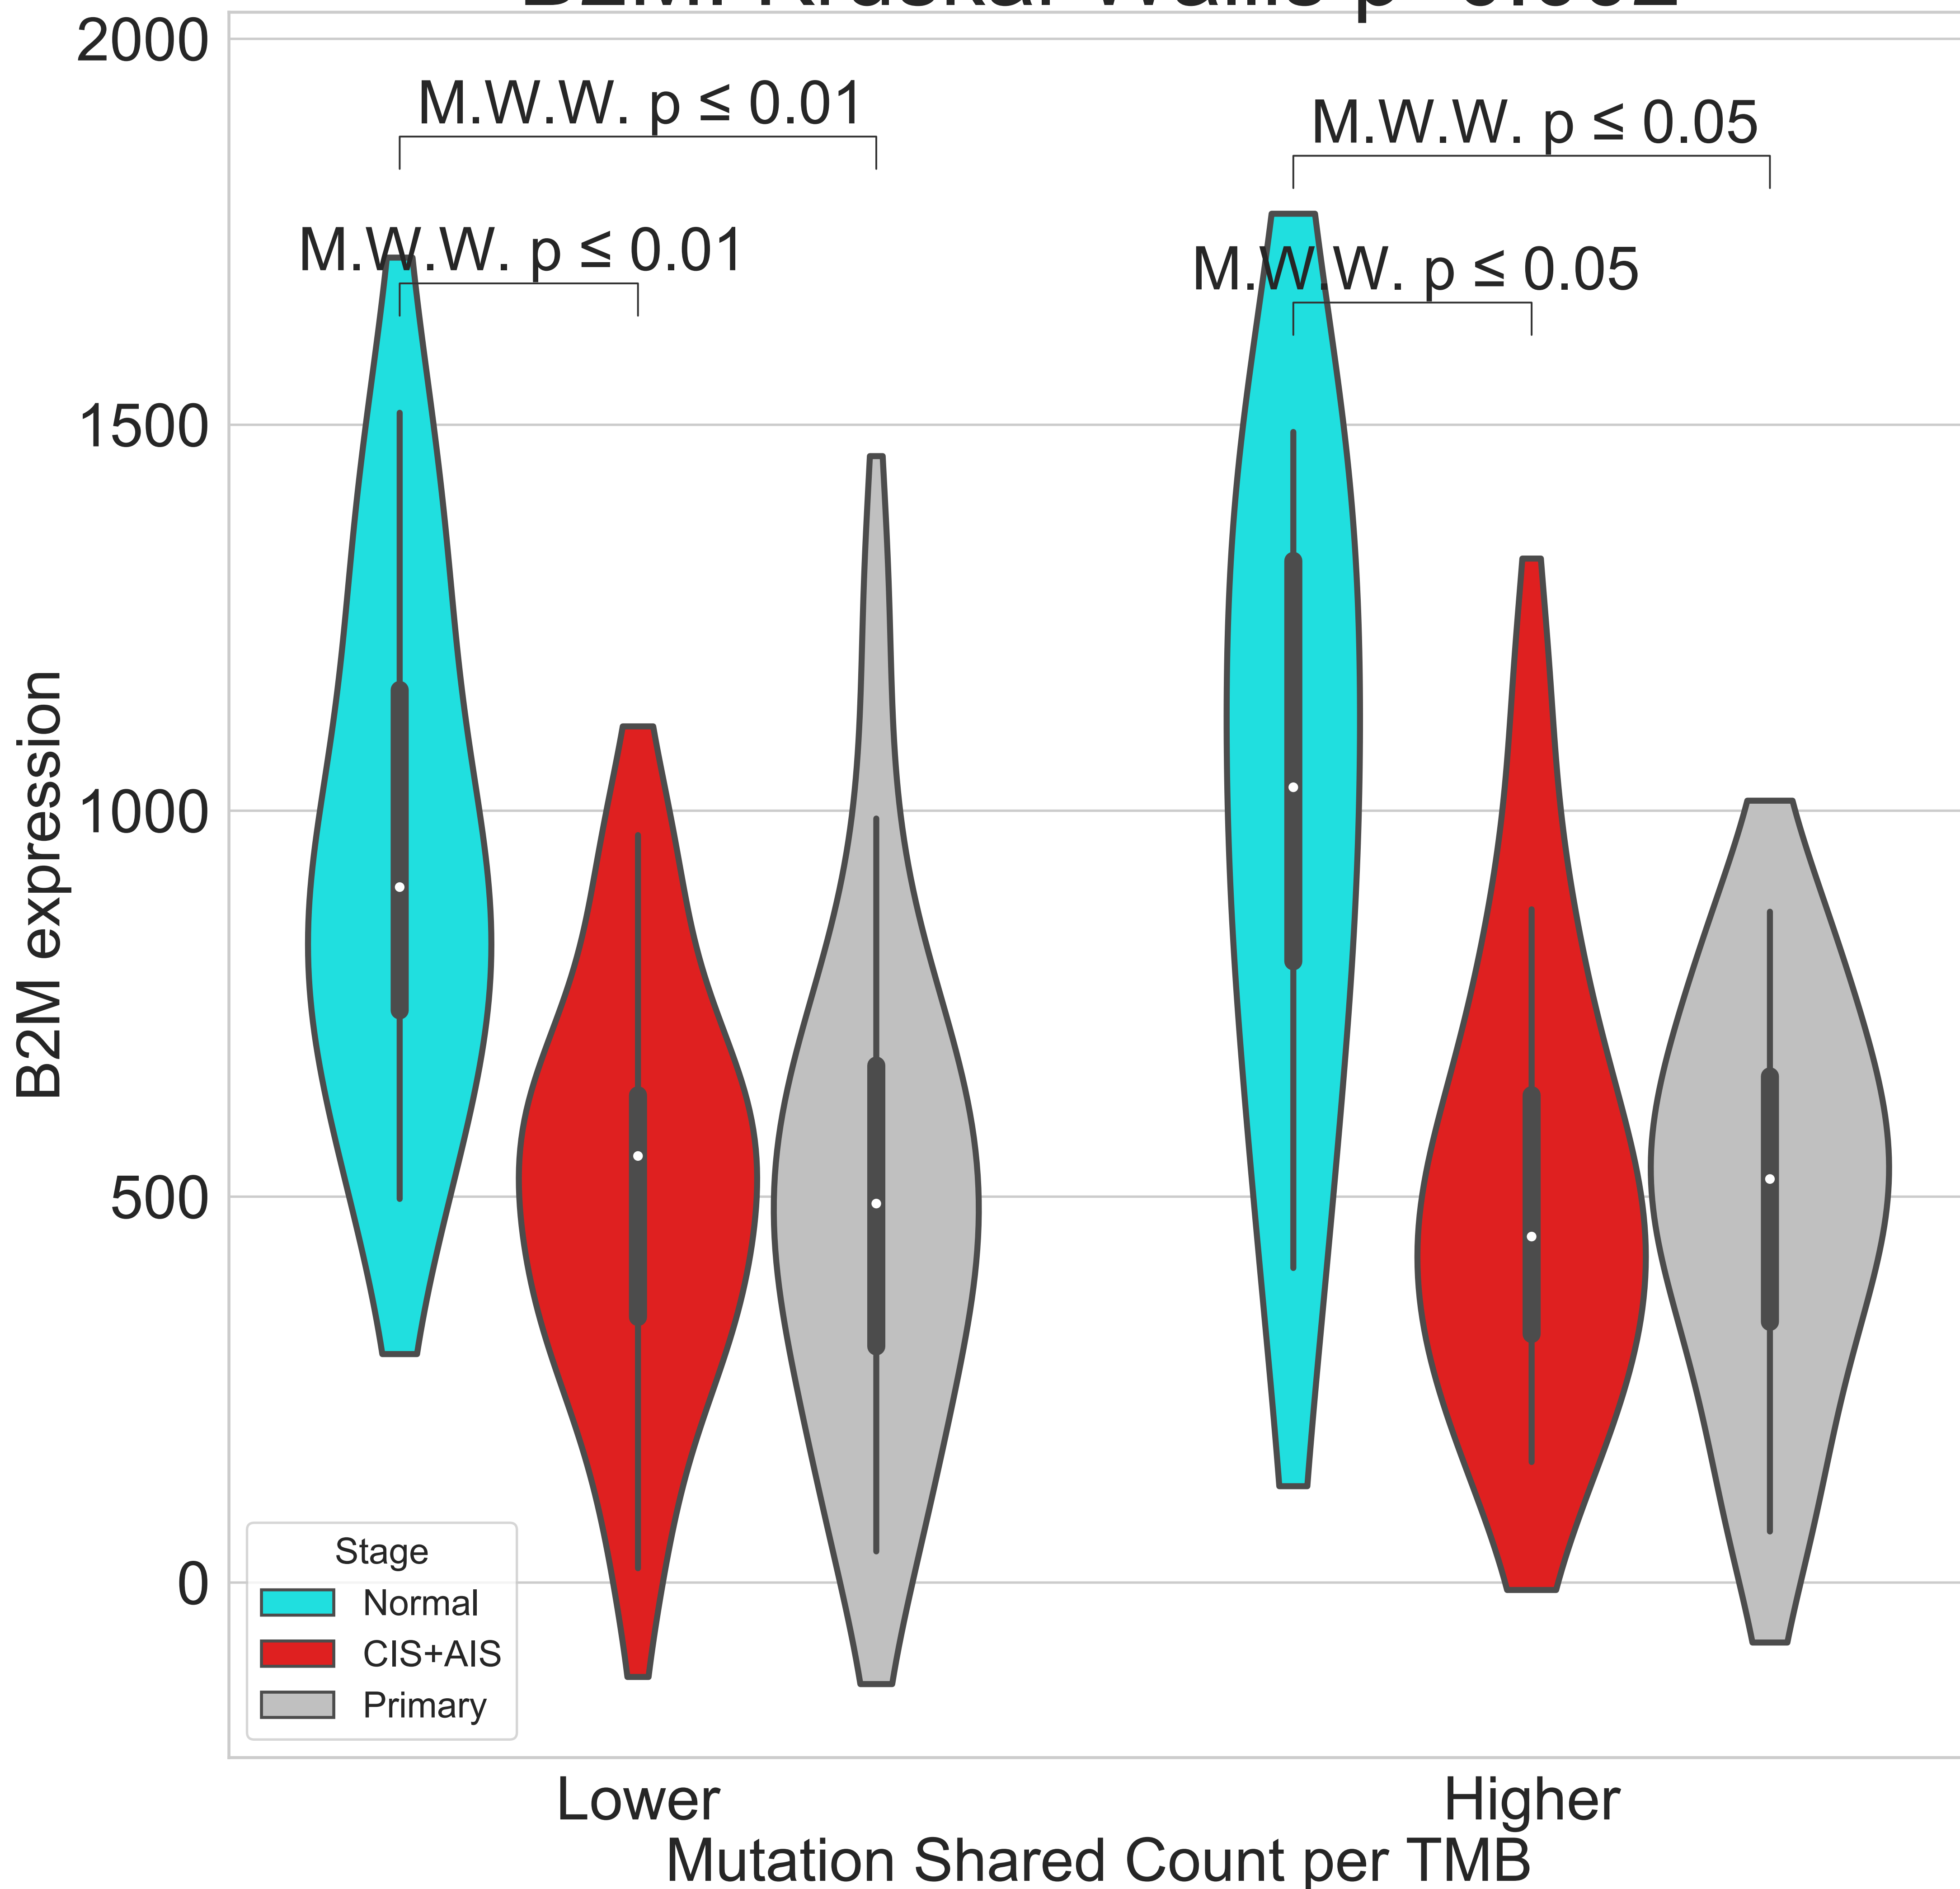 2000
M.W.W. p ≤ 0.01
M.W.W. p ≤ 0.05
M.W.W. p ≤ 0.01
M.W.W. p ≤ 0.05
1500
1000
500
0
B2M expression
Stage
Normal
CIS+AIS
Primary
Lower
Higher
Mutation Shared Count per TMB